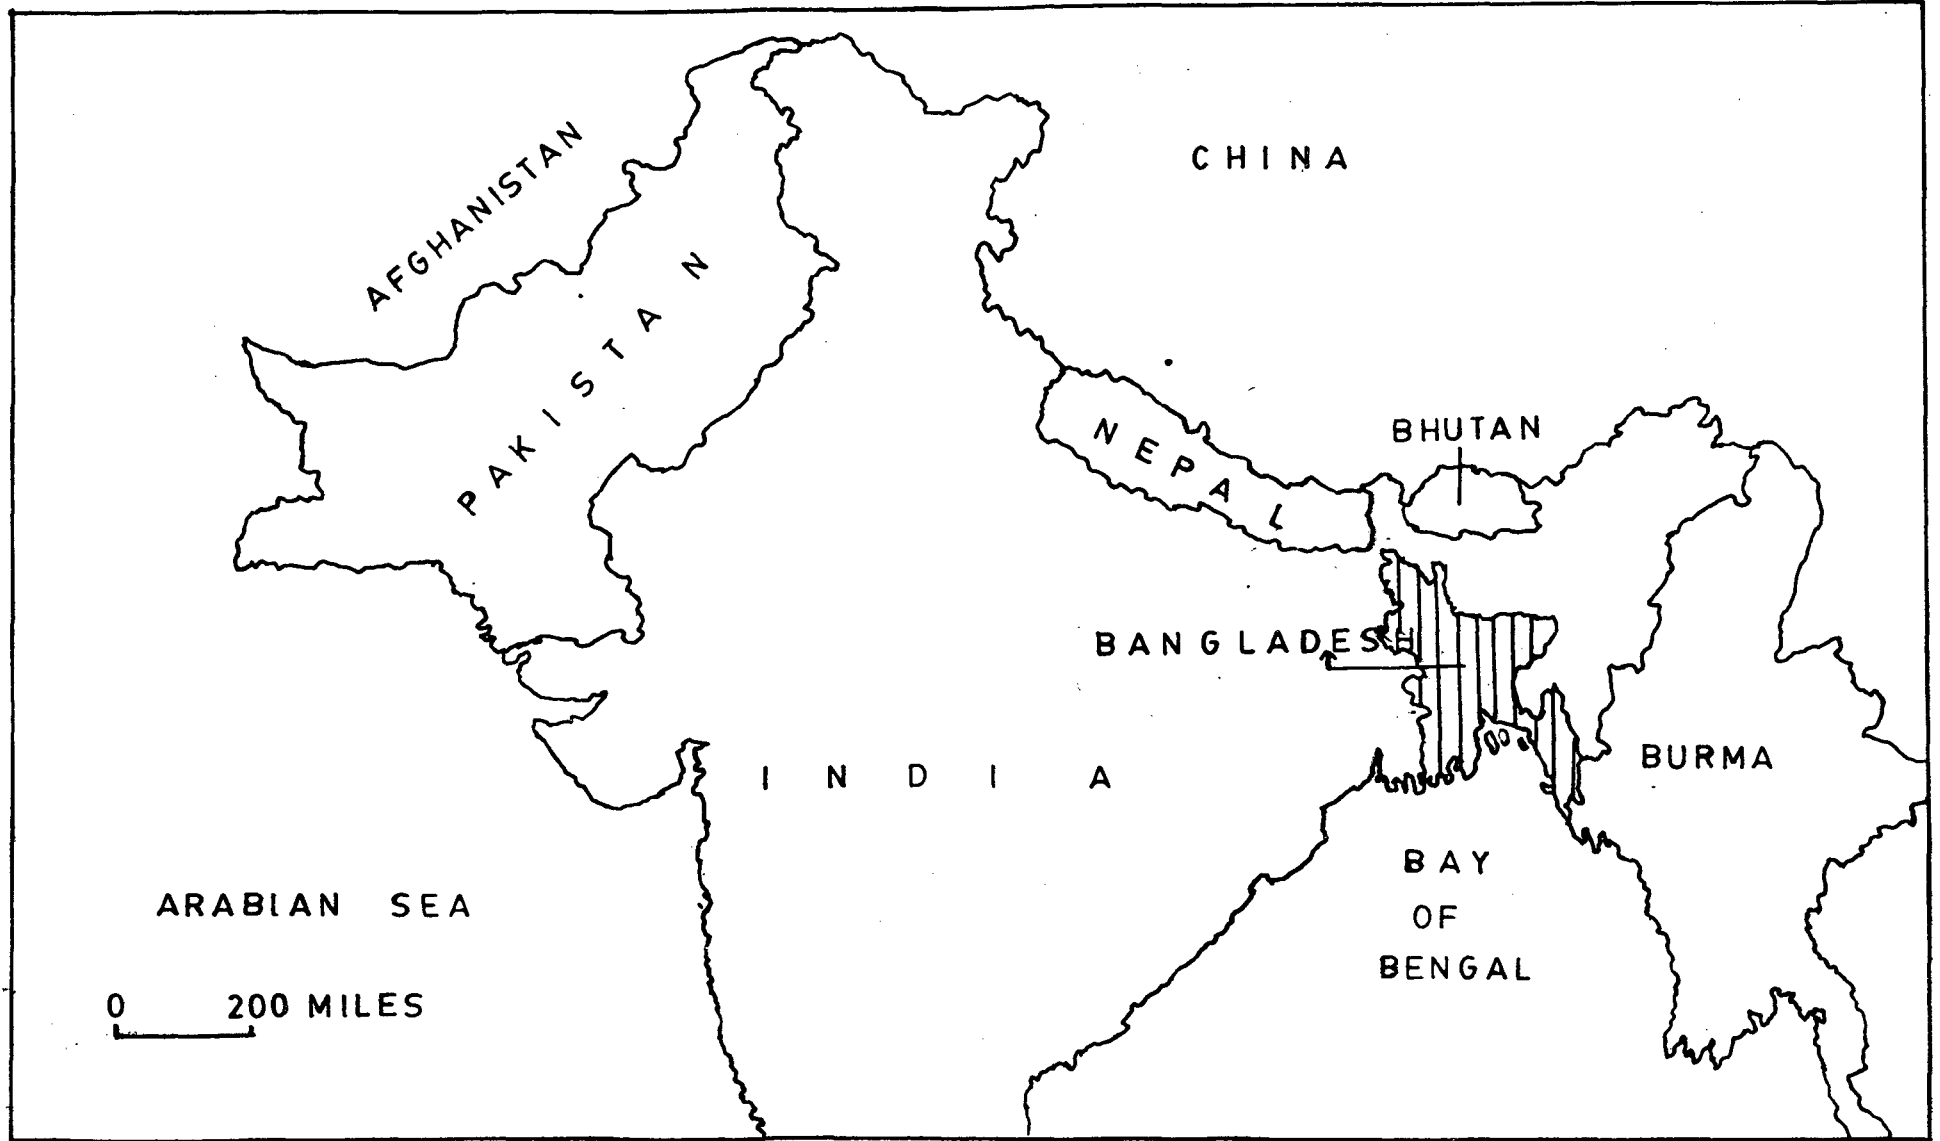 CHINA
AFGHANISTAN
PAKISTAN
NEPAL
BHUTAN
BANGLADESH
INDIA
BURMA
BAY
OF
BENGAL
ARABIAN SEA
0 200 MILES